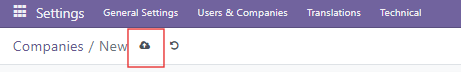 Settings General Settings Users & Companies Translations Technical
Companies / New